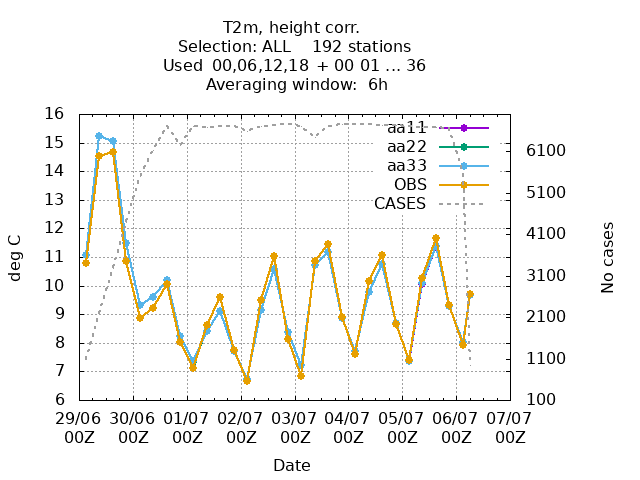 T2m, height corr.
Selection: ALL    192 stations
Used  00,06,12,18  + 00 01 ... 36
Averaging window:  6h
aa11
aa22
aa33
OBS
CASES
16
15
14
13
12
11
10
9
8
7
6
deg C
6100
5100
4100
3100
2100
1100
100
No cases
29/06 30/06 01/07 02/07 03/07 04/07 05/07 06/07 07/07
00Z 00Z 00Z 00Z 00Z 00Z 00Z 00Z 00Z
Date